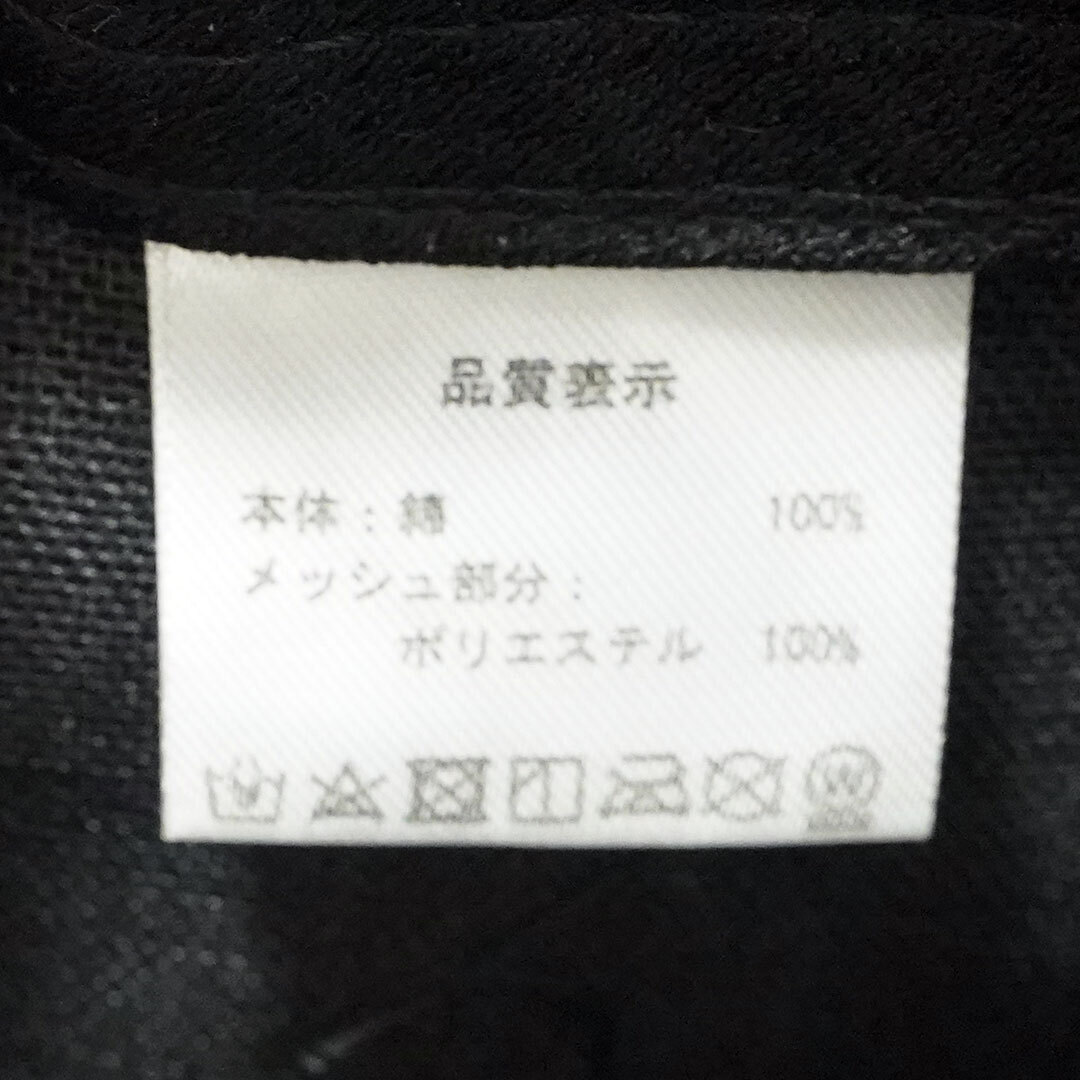 品質表示
本体：綿 100%
メッシュ部分：
ポリエステル 100%